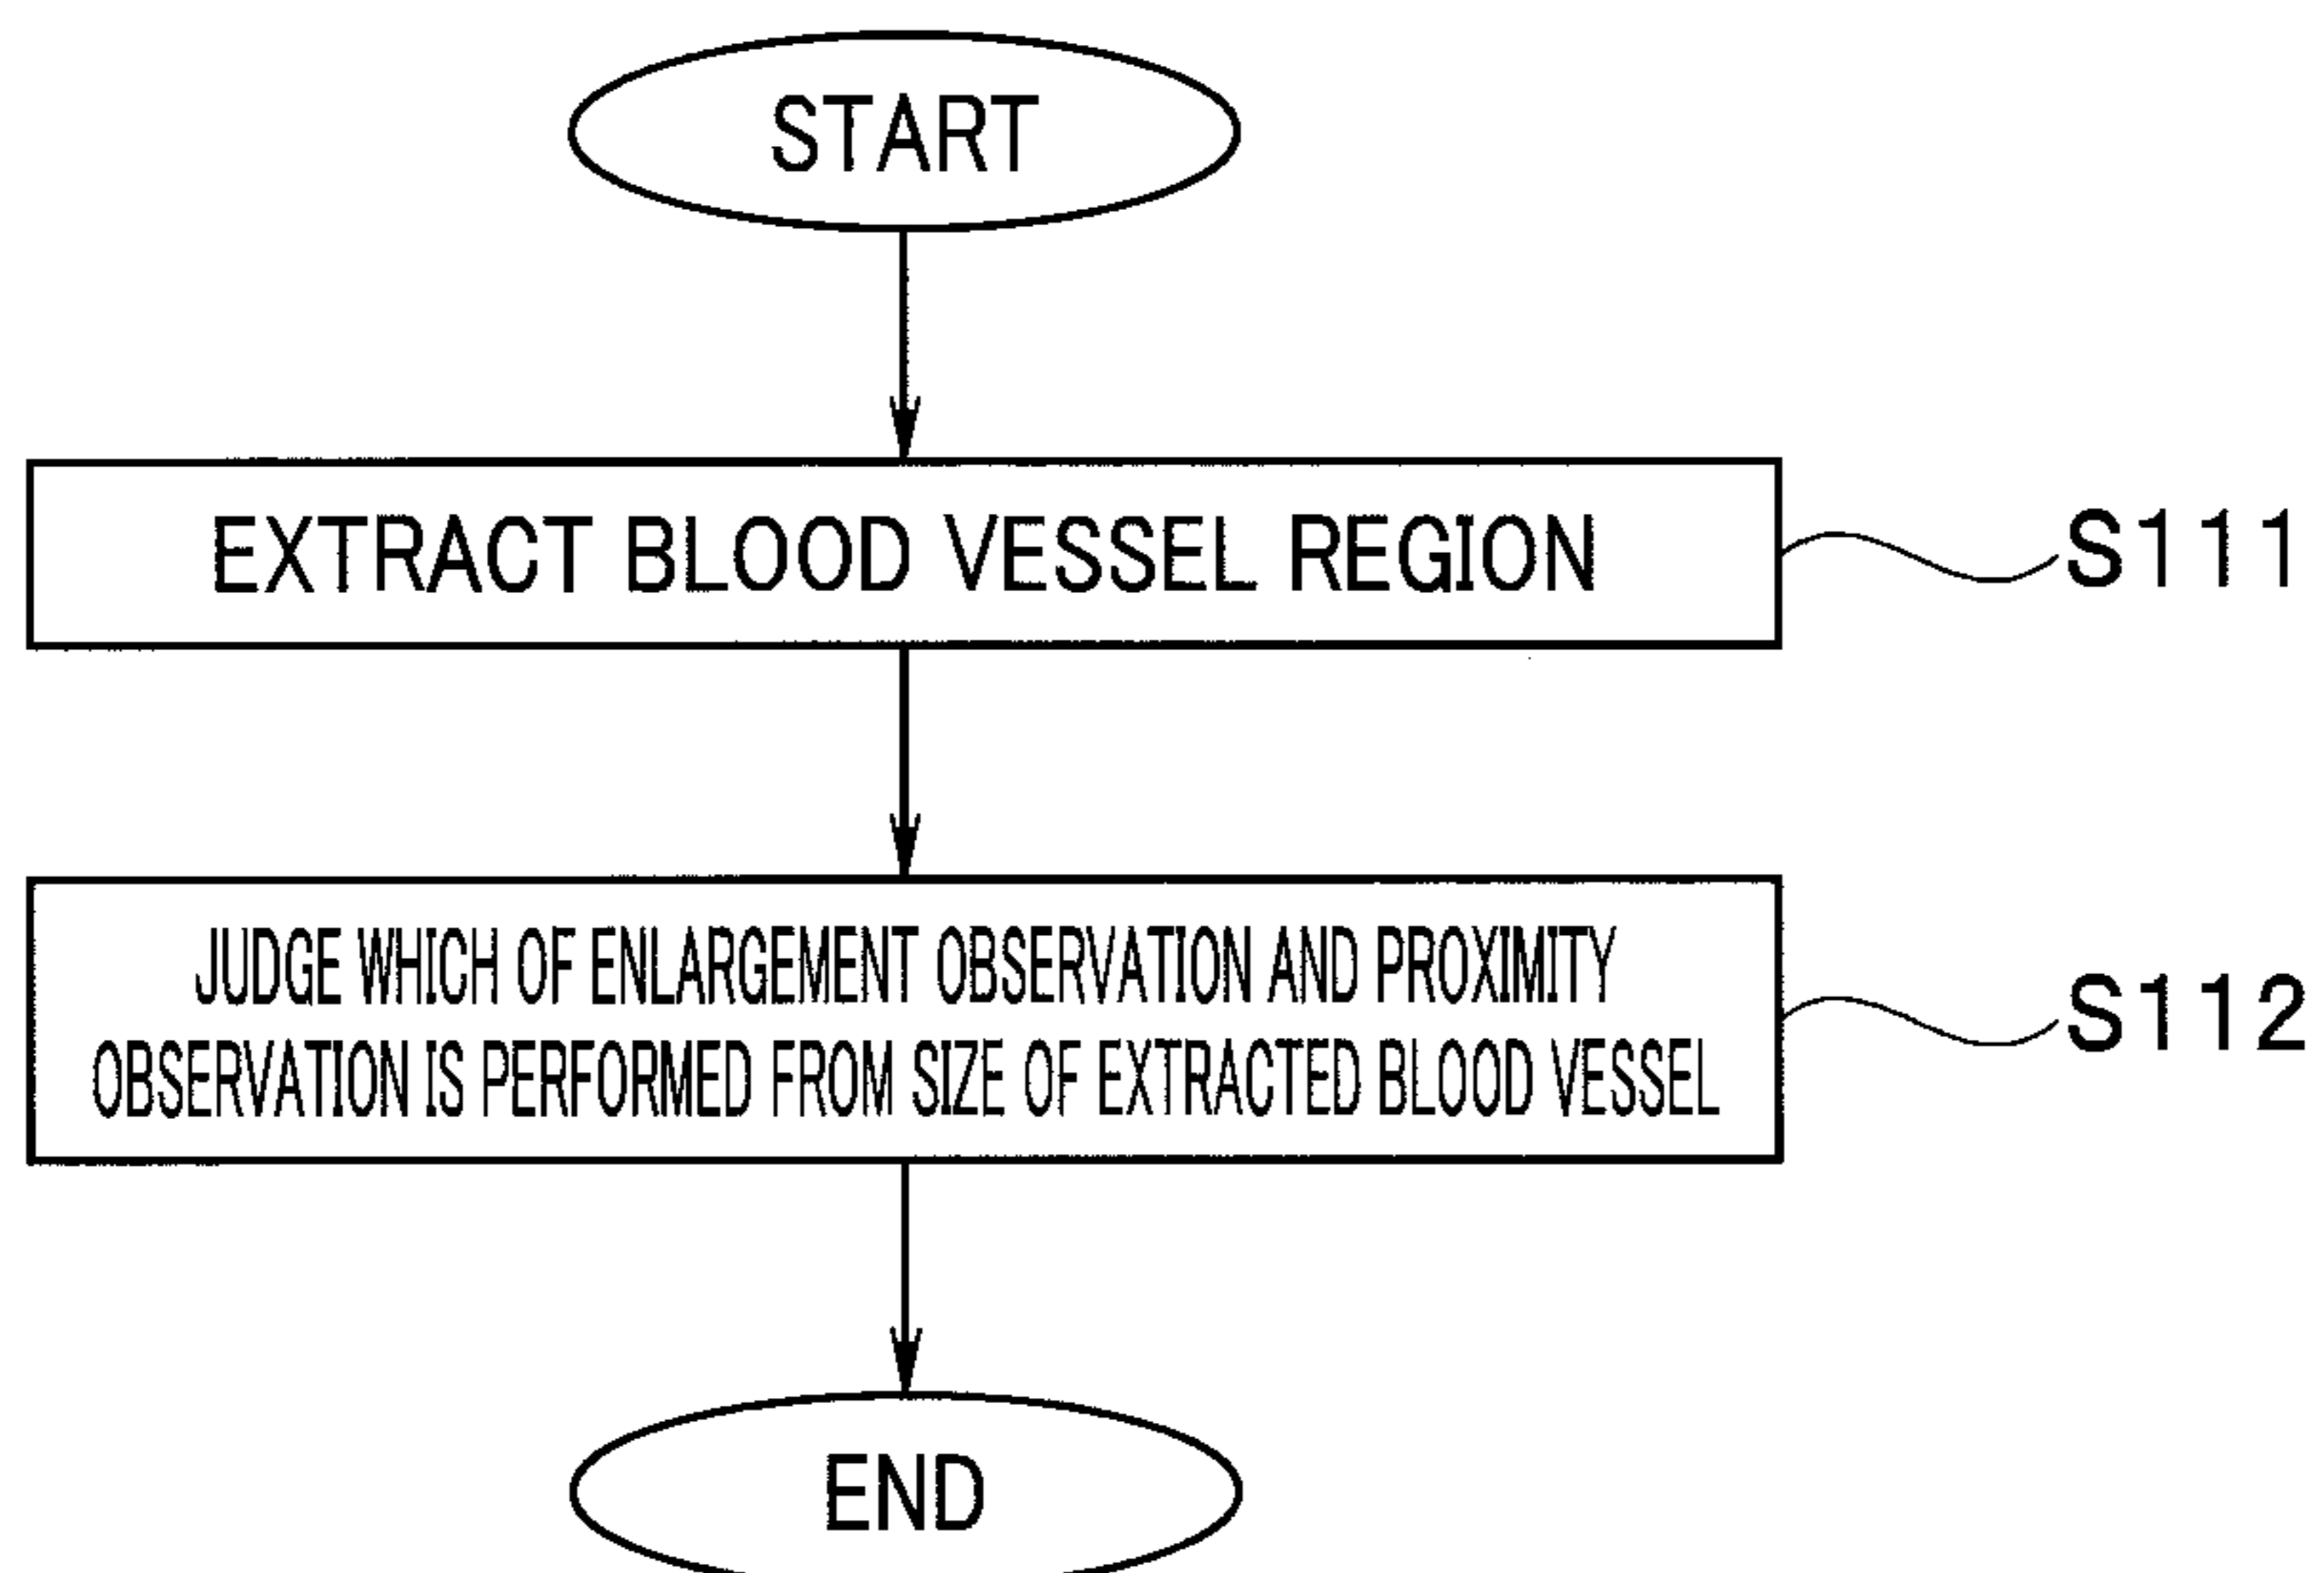 START
EXTRACT BLOOD VESSEL REGION
S111
JUDGE WHICH OF ENLARGEMENT OBSERVATION AND PROXIMITY
OBSERVATION IS PERFORMED FROM SIZE OF EXTRACTED BLOOD VESSEL
S112
END